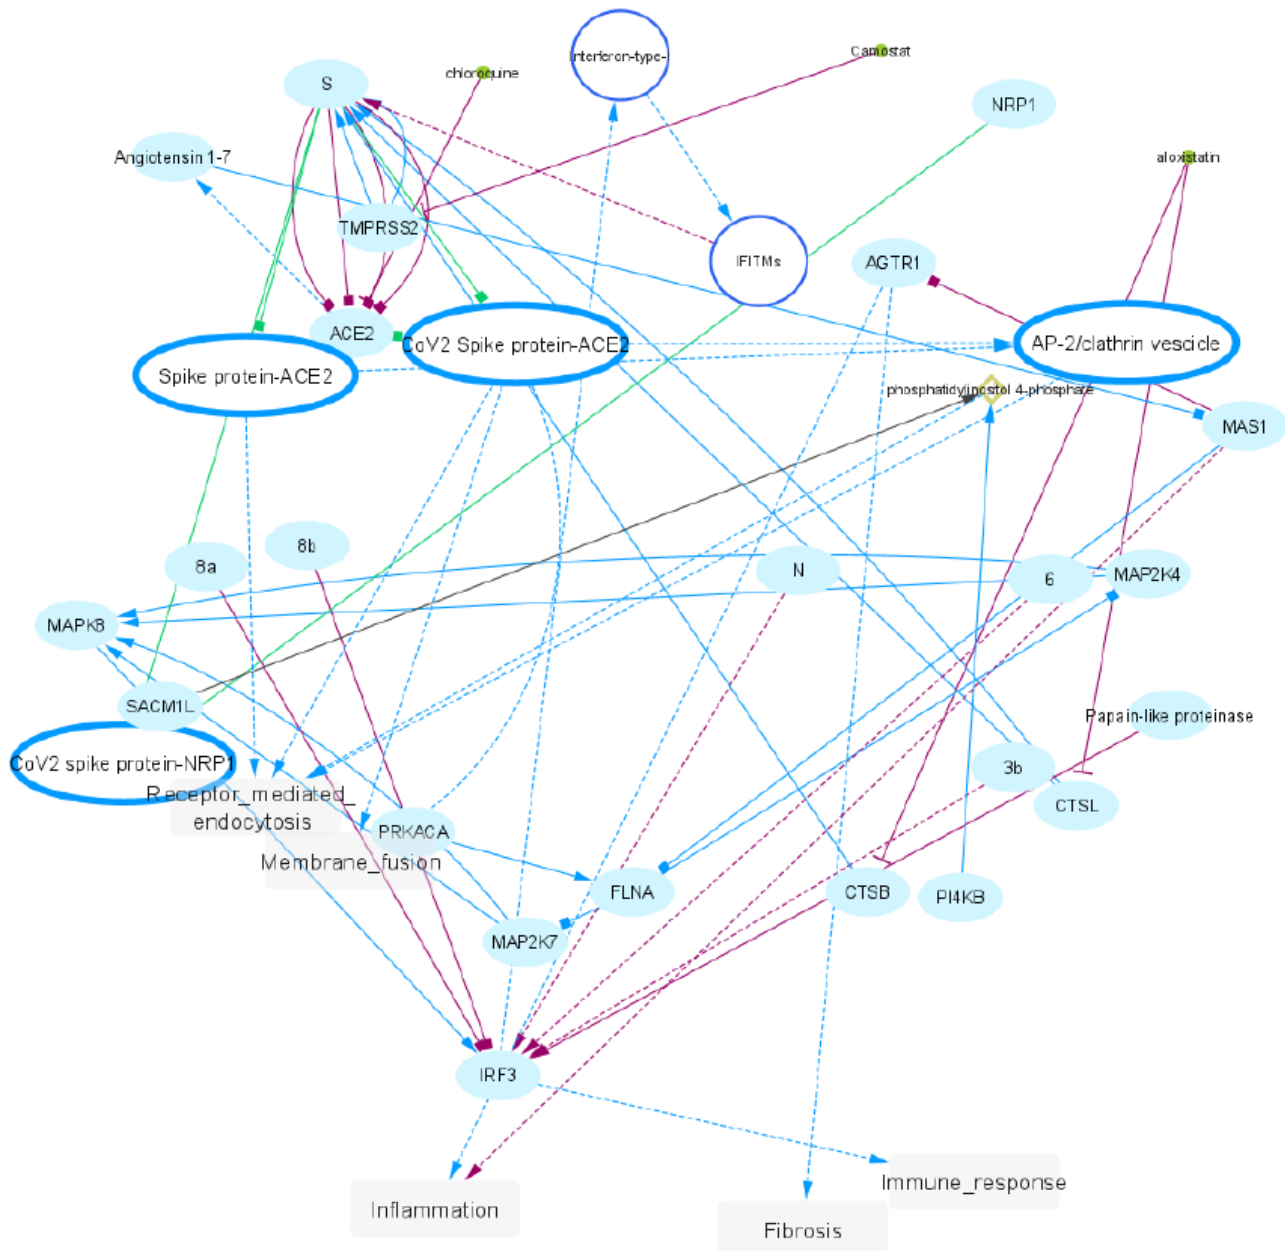 Interferon-type-
Camostat
chloroquine
S
NRP1
Angiotensin 1-7
aloxistatin
TMPRSS2
IFITMs
AGTR1
ACE2
CoV2 Spike protein-ACE2
AP-2/clathrin vescicle
Spike protein-ACE2
phosphatidylinositol 4-phosphate
MAS1
8b
8a
N
6
MAP2K4
MAPK8
SACM1L
Papain-like proteinase
CoV2 spike protein-NRP1
3b
Receptor_mediated_
endocytosis
CTSL
PRKACA
Membrane_fusion
FLNA
CTSB
PI4KB
MAP2K7
IRF3
Immune_response
Inflammation
Fibrosis